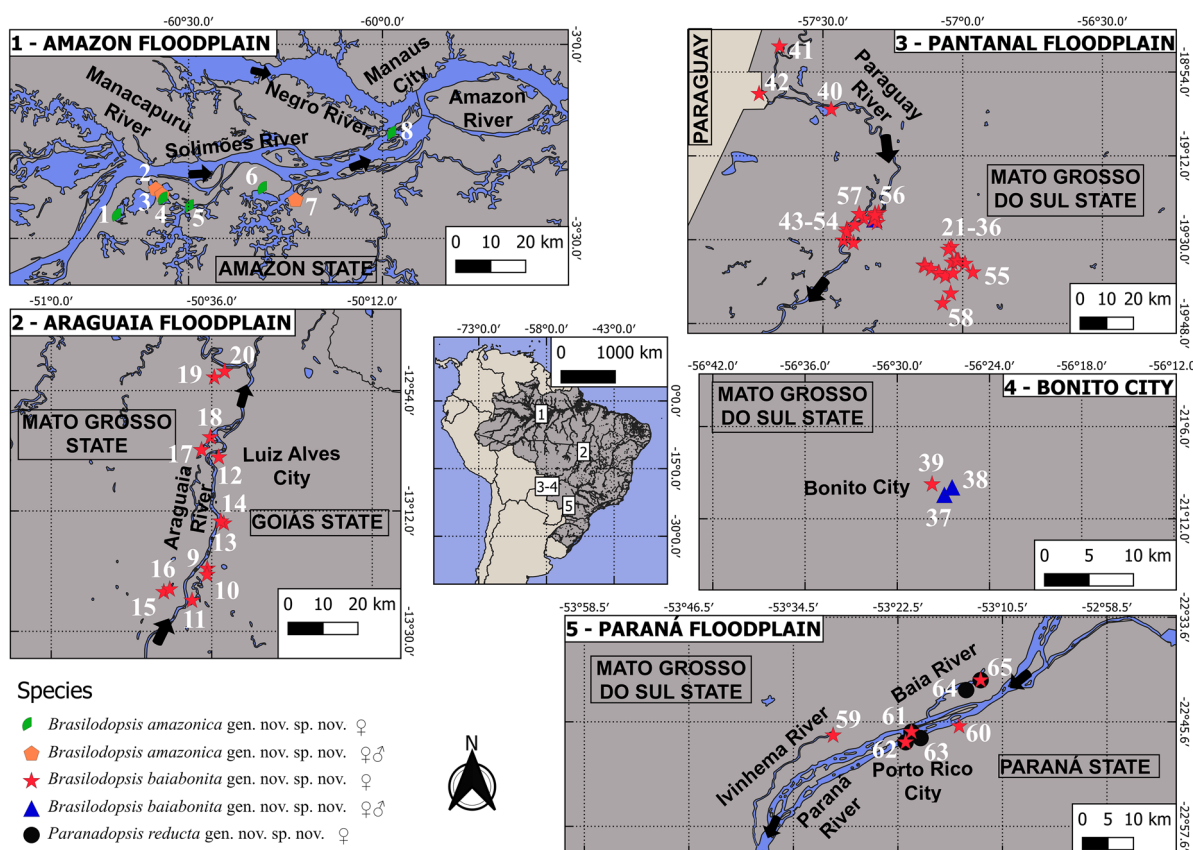 -60°30.0'
-60°0.0'
1 - AMAZON FLOODPLAIN
-3°0.0'
-3°30.0'
Manacapuru
River
Negro River
Manaus
City
Amazon
River
Solimões River
1
2
3
4
5
6
7
8
AMAZON STATE
0 10 20 km
-51°0.0'
-50°36.0'
-50°12.0'
2 - ARAGUAIA FLOODPLAIN
-12°54.0'
-13°12.0'
-13°30.0'
MATO GROSSO
STATE
19
20
18
17
12
Luiz Alves
City
Araguaia
River
14
13
GOIÁS STATE
9
10
16
15
11
0 10 20 km
-57°30.0'
-57°0.0'
-56°30.0'
3 - PANTANAL FLOODPLAIN
-18°54.0'
-19°12.0'
-19°30.0'
-19°48.0'
PARAGUAY
41
42
40
Paraguay
River
MATO GROSSO
DO SUL STATE
57
56
43-54
21-36
55
58
0 10 20 km
-73°0.0'
-58°0.0'
-43°0.0'
0 1000 km
0°0.0'
-15°0.0'
-30°0.0'
1
2
3-4
5
-56°42.0'
-56°36.0'
-56°30.0'
-56°24.0'
-56°18.0'
-56°12.0'
4 - BONITO CITY
MATO GROSSO
DO SUL STATE
-21°6.0'
-21°12.0'
39
38
37
Bonito City
0 5 10 km
-53°58.5'
-53°46.5'
-53°34.5'
-53°22.5'
-53°10.5'
-52°58.5'
5 - PARANÁ FLOODPLAIN
-22°33.6'
-22°45.6'
-22°57.6'
MATO GROSSO
DO SUL STATE
Baia River
65
64
61
59
60
62
63
Ivinhema River
Porto Rico
City
Paraná
River
PARANÁ STATE
0 5 10 km
Species
Brasilodopsis amazonica gen. nov. sp. nov. ♀
Brasilodopsis amazonica gen. nov. sp. nov. ♀♂
Brasilodopsis baiabonita gen. nov. sp. nov. ♀
Brasilodopsis baiabonita gen. nov. sp. nov. ♀♂
Paranadopsis reducta gen. nov. sp. nov. ♀
N